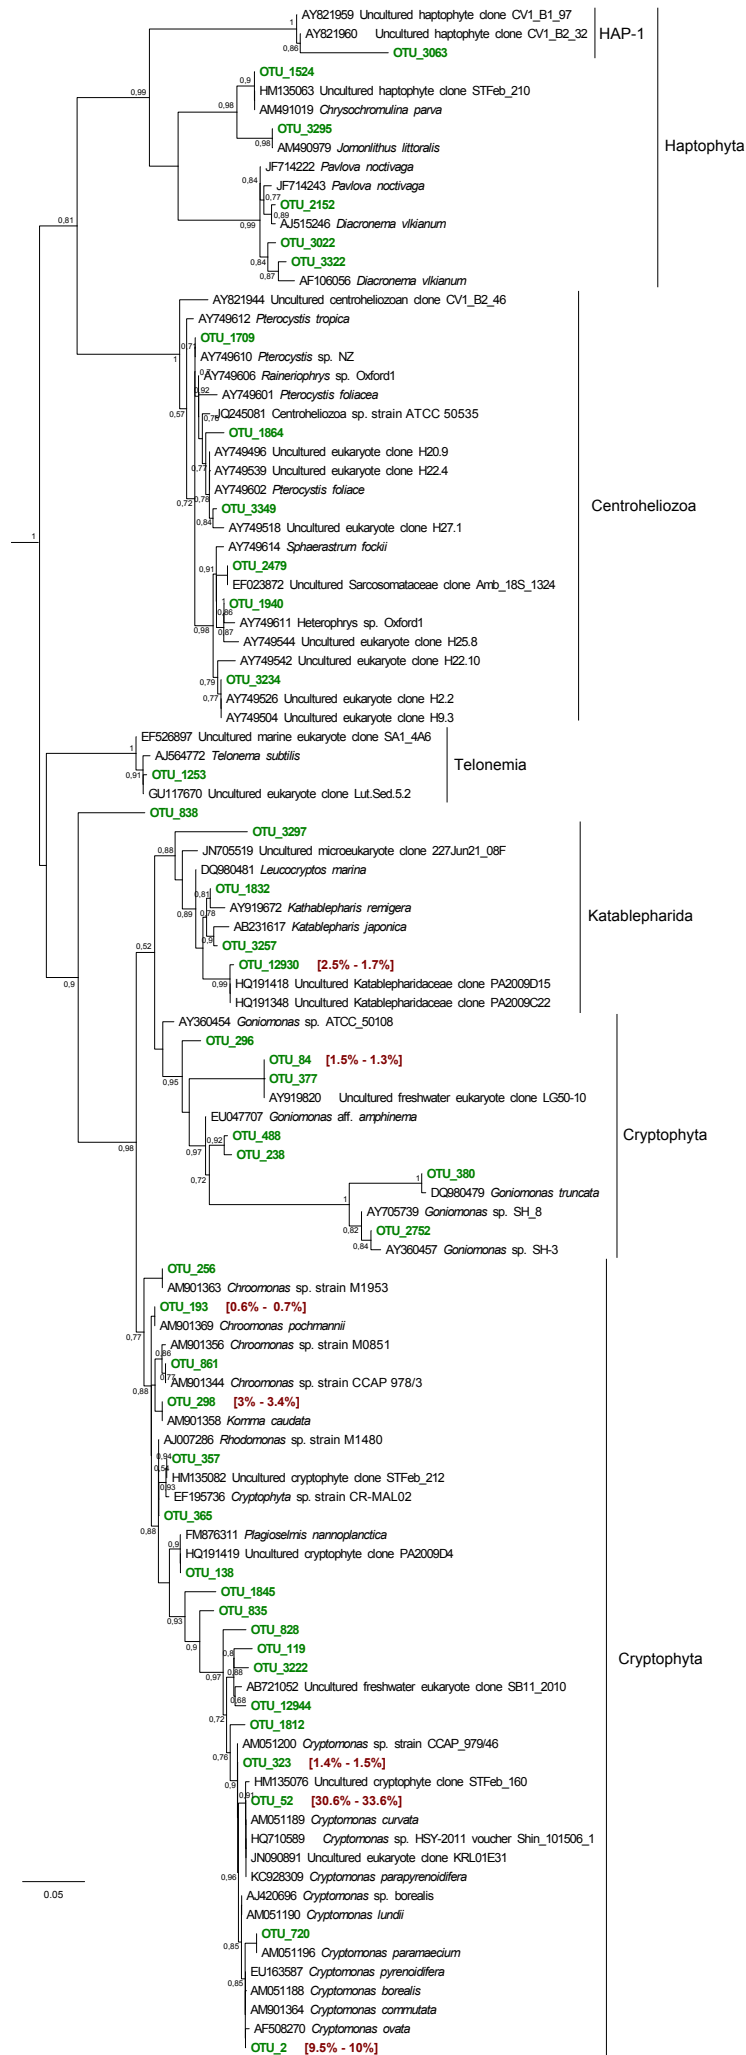 AY821959 Uncultured haptophyte clone CV1_B1_97
AY821960 Uncultured haptophyte clone CV1_B2_32
HAP-1
OTU_3063
OTU_1524
HM135063 Uncultured haptophyte clone STFeb_210
AM491019 Chrysochromulina parva
OTU_3295
AM490979 Jomonlithus littoralis
Haptophyta
JF714222 Pavlova noctivaga
JF714243 Pavlova noctivaga
OTU_2152
AJ515246 Diacronema vlkianum
OTU_3022
OTU_3322
AF106056 Diacronema vlkianum
AY821944 Uncultured centroheliozoan clone CV1_B2_46
AY749612 Pterocystis tropica
OTU_1709
AY749610 Pterocystis sp. NZ
AY749606 Raineriophrys sp. Oxford1
AY749601 Pterocystis foliacea
JQ245081 Centroheliozoa sp. strain ATCC 50535
OTU_1864
AY749496 Uncultured eukaryote clone H20.9
AY749539 Uncultured eukaryote clone H22.4
AY749602 Pterocystis foliace
OTU_3349
Centroheliozoa
AY749518 Uncultured eukaryote clone H27.1
AY749614 Sphaerastrum fockii
OTU_2479
EF023872 Uncultured Sarcosomataceae clone Amb_18S_1324
OTU_1940
AY749611 Heterophrys sp. Oxford1
AY749544 Uncultured eukaryote clone H25.8
AY749542 Uncultured eukaryote clone H22.10
OTU_3234
AY749526 Uncultured eukaryote clone H2.2
AY749504 Uncultured eukaryote clone H9.3
EF526897 Uncultured marine eukaryote clone SA1_4A6
AJ564772 Telonema subtilis
Telonemia
OTU_1253
GU117670 Uncultured eukaryote clone Lut.Sed.5.2
OTU_838
OTU_3297
JN705519 Uncultured microeukaryote clone 227Jun21_08F
DQ980481 Leucocryptos marina
OTU_1832
AY919672 Kathablepharis remigera
Katablepharida
AB231617 Katablepharis japonica
OTU_3257
OTU_12930 [2.5% - 1.7%]
HQ191418 Uncultured Katablepharidaceae clone PA2009D15
HQ191348 Uncultured Katablepharidaceae clone PA2009C22
AY360454 Goniomonas sp. ATCC_50108
OTU_296
OTU_84 [1.5% - 1.3%]
OTU_377
AY919820 Uncultured freshwater eukaryote clone LG50-10
EU047707 Goniomonas aff. amphinema
OTU_488
Cryptophyta
OTU_238
OTU_380
DQ980479 Goniomonas truncata
AY705739 Goniomonas sp. SH_8
OTU_2752
AY360457 Goniomonas sp. SH-3
OTU_256
AM901363 Chroomonas sp. strain M1953
OTU_193 [0.6% - 0.7%]
AM901369 Chroomonas pochmannii
AM901356 Chroomonas sp. strain M0851
OTU_861
AM901344 Chroomonas sp. strain CCAP 978/3
OTU_298 [3% - 3.4%]
AM901358 Komma caudata
AJ007286 Rhodomonas sp. strain M1480
OTU_357
HM135082 Uncultured cryptophyte clone STFeb_212
EF195736 Cryptophyta sp. strain CR-MAL02
OTU_365
FM876311 Plagioselmis nannoplanctica
HQ191419 Uncultured cryptophyte clone PA2009D4
OTU_138
OTU_1845
OTU_835
OTU_828
OTU_119
Cryptophyta
OTU_3222
AB721052 Uncultured freshwater eukaryote clone SB11_2010
OTU_12944
OTU_1812
AM051200 Cryptomonas sp. strain CCAP_979/46
OTU_323 [1.4% - 1.5%]
HM135076 Uncultured cryptophyte clone STFeb_160
OTU_52 [30.6% - 33.6%]
AM051189 Cryptomonas curvata
HQ710589 Cryptomonas sp. HSY-2011 voucher Shin_101506_1
JN090891 Uncultured eukaryote clone KRL01E31
KC928309 Cryptomonas parapyrenoidifera
0.05
AJ420696 Cryptomonas sp. borealis
AM051190 Cryptomonas lundii
OTU_720
AM051196 Cryptomonas paramaecium
EU163587 Cryptomonas pyrenoidifera
AM051188 Cryptomonas borealis
AM901364 Cryptomonas commutata
AF508270 Cryptomonas ovata
OTU_2 [9.5% - 10%]